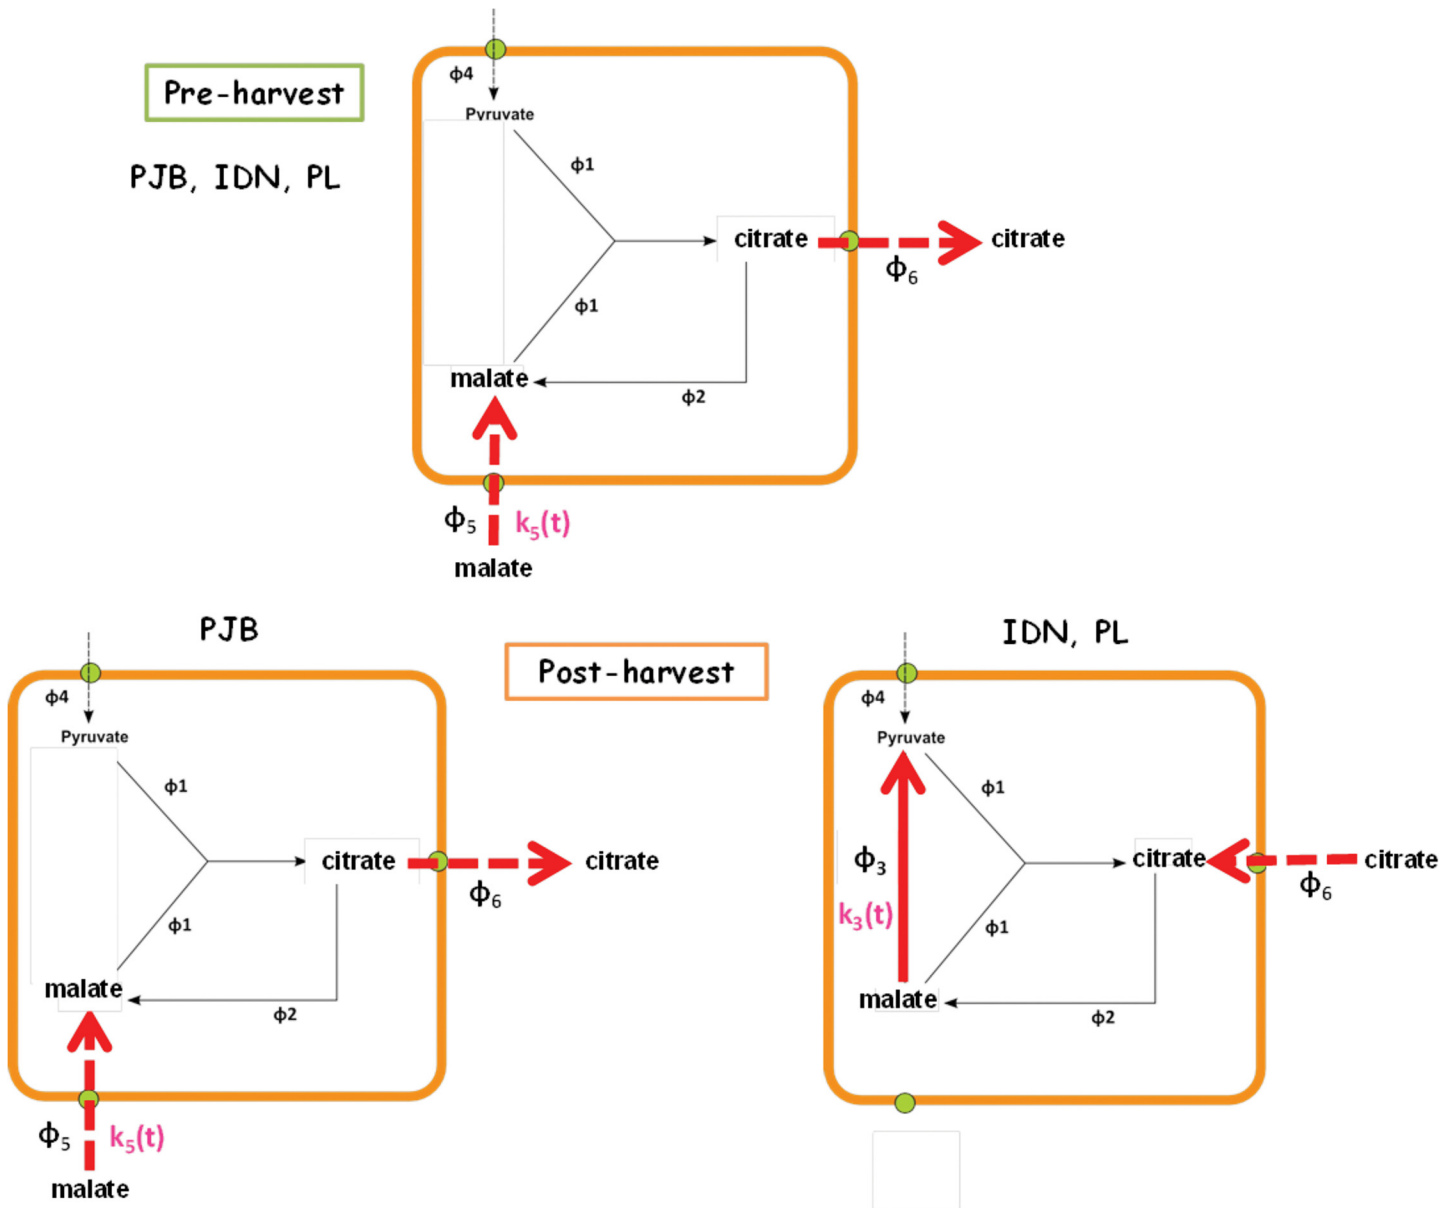 Pre-harvest
PJB, IDN, PL
ϕ4
Pyruvate
ϕ1
citrate
citrate
ϕ6
ϕ1
malate
ϕ2
ϕ5 k5(t)
malate
PJB
Post-harvest
IDN, PL
ϕ4
Pyruvate
ϕ1
citrate
citrate
ϕ6
ϕ1
malate
ϕ2
ϕ5 k5(t)
malate
ϕ4
Pyruvate
ϕ1
ϕ3
citrate
citrate
ϕ6
k3(t)
ϕ1
malate
ϕ2